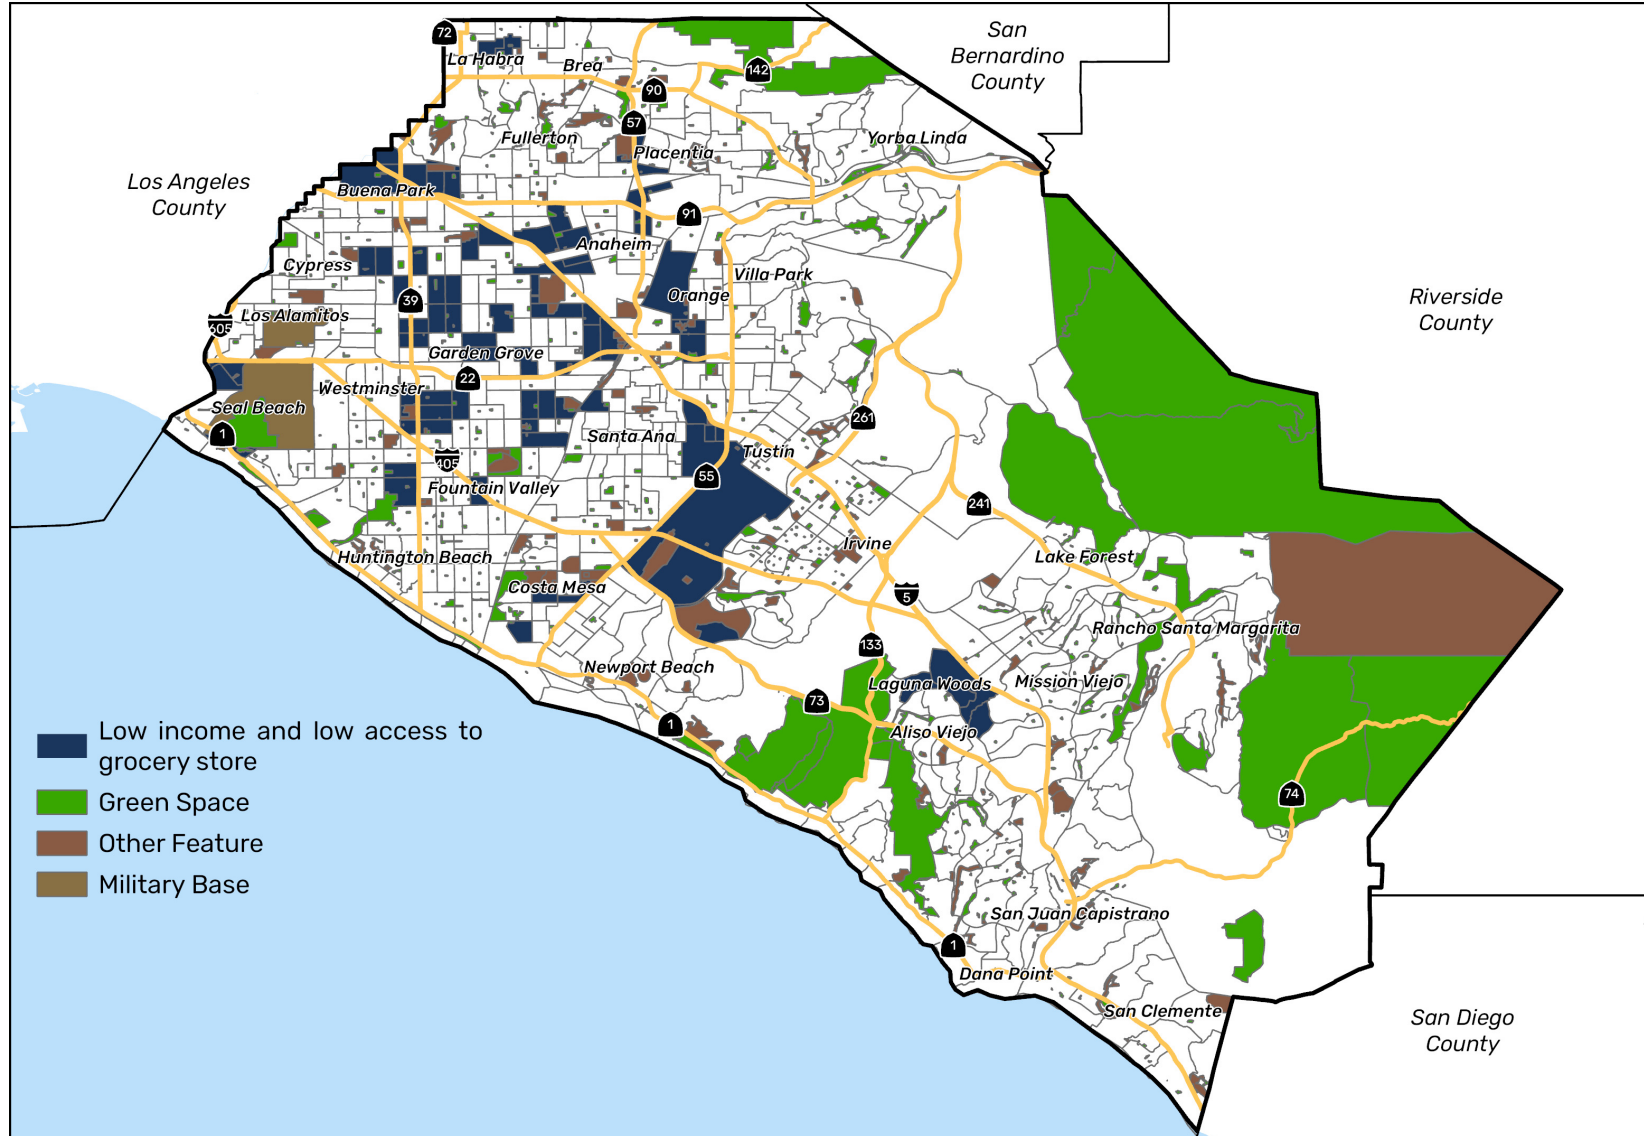 San
Bernardino
County
72
La Habra
Brea
142
90
57
Fullerton
Placentia
Yorba Linda
Los Angeles
County
Buena Park
91
Anaheim
Cypress
Villa Park
Orange
39
Riverside
County
Los Alamitos
605
Garden Grove
22
Westminster
Seal Beach
261
1
Santa Ana
Tustin
405
55
Fountain Valley
241
Irvine
Huntington Beach
Lake Forest
Costa Mesa
5
Rancho Santa Margarita
133
Newport Beach
Laguna Woods
Mission Viejo
73
1
Aliso Viejo
Low income and low access to
grocery store
Green Space
74
Other Feature
Military Base
San Juan Capistrano
1
Dana Point
San Clemente
San Diego
County